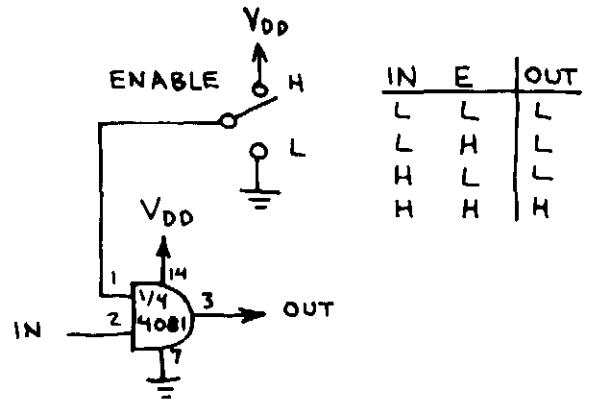 VDD
ENABLE H
L
VDD
14
1
1/4
4081
2
3
7
IN
OUT
IN E OUT
L L L
L H L
H L L
H H H